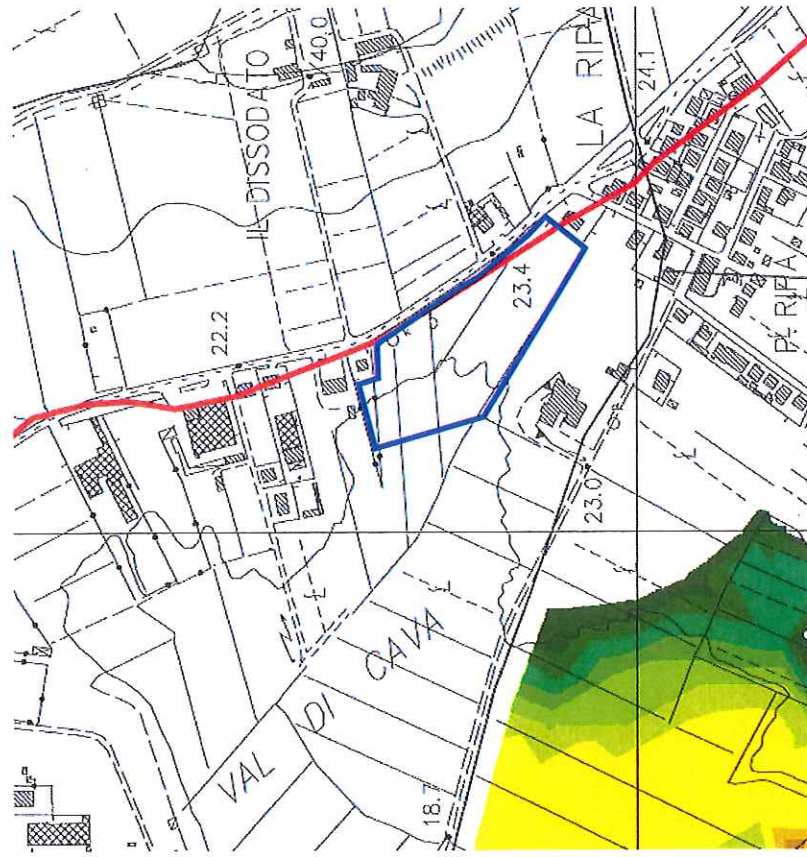 IL DISSODATO
40.0
LA RIPA
24.1
22.2
23.4
P. RIPA
23.0
VAL DI CAVA
18.